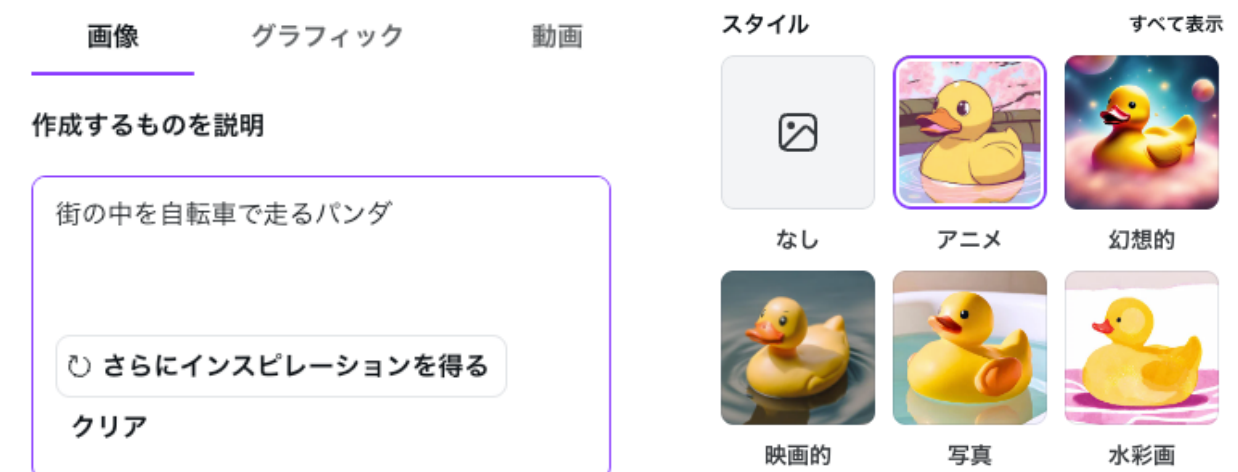 画像 グラフィック 動画
作成するものを説明
街の中を自転車で走るパンダ
さらにインスピレーションを得る
クリア
スタイル すべて表示
なし アニメ 幻想的
映画的 写真 水彩画